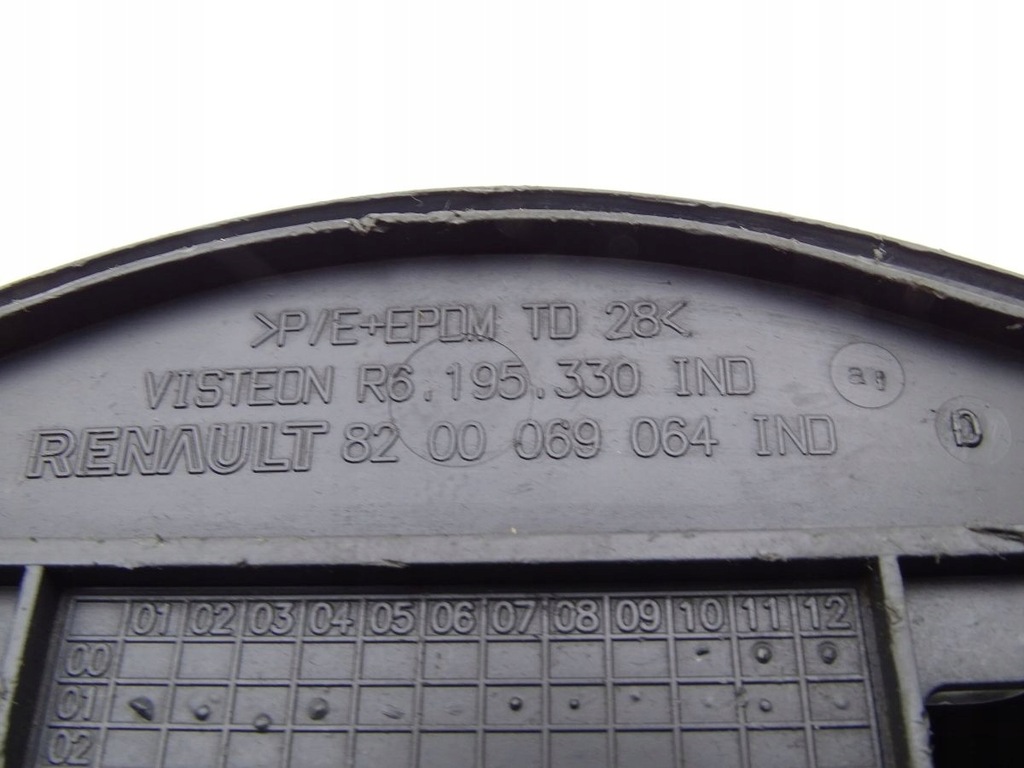 >P/E+EPDM TD 28<
VISTEON R6.195.330 IND
RENAULT 82 00 069 064 IND
D
01 02 03 04 05 06 07 08 09 10 11 12
00
01
02